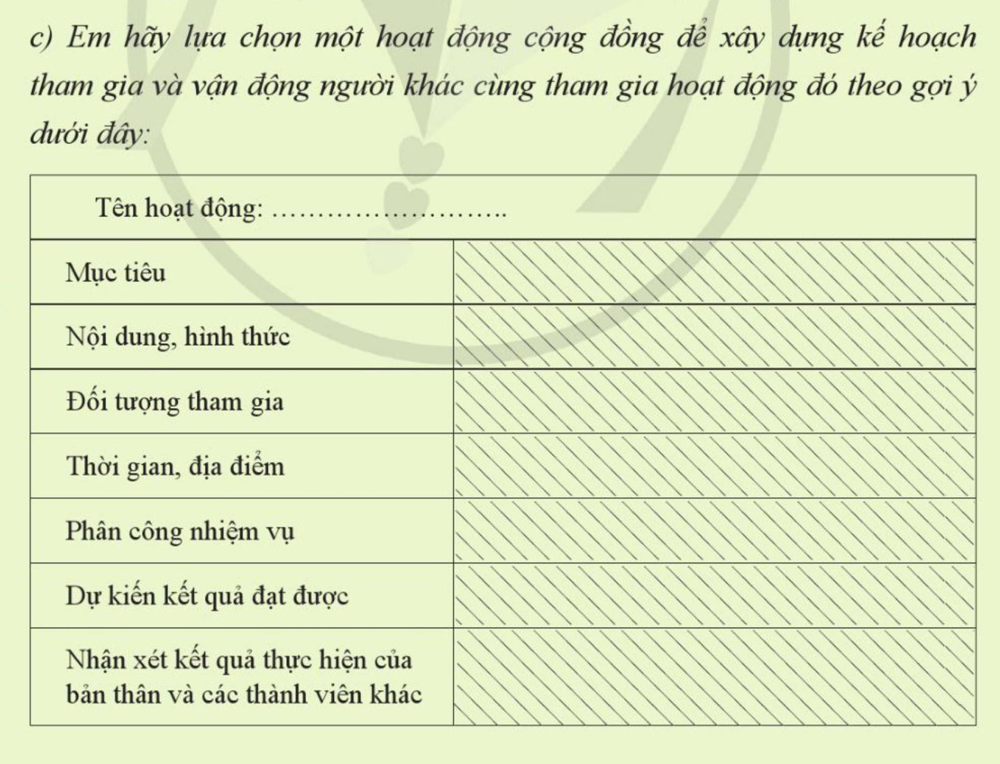 c) Em hãy lựa chọn một hoạt động cộng đồng để xây dựng kế hoạch
tham gia và vận động người khác cùng tham gia hoạt động đó theo gợi ý
dưới đây:
Tên hoạt động: ...............................
Mục tiêu
Nội dung, hình thức
Đối tượng tham gia
Thời gian, địa điểm
Phân công nhiệm vụ
Dự kiến kết quả đạt được
Nhận xét kết quả thực hiện của
bản thân và các thành viên khác